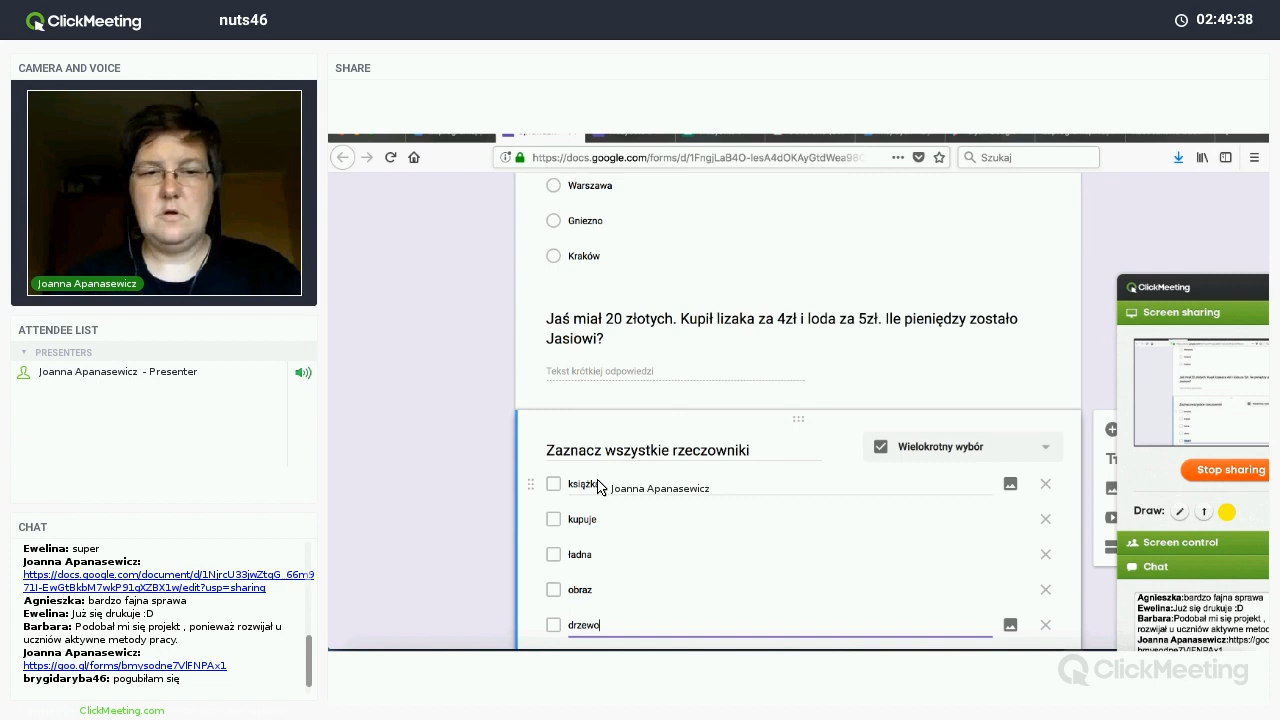 ClickMeeting
nuts46
02:49:38
CAMERA AND VOICE
Joanna Apanasewicz
ATTENDEE LIST
PRESENTERS
Joanna Apanasewicz - Presenter
CHAT
Ewelina: super
Joanna Apanasewicz:
https://docs.google.com/document/d/1NjrcU33jwZtqG_66m9
71I-EwGtBkbM7wkP91qXZBX1w/edit?usp=sharing
Agnieszka: bardzo fajna sprawa
Ewelina: Już się drukuje :D
Barbara: Podobał mi się projekt , ponieważ rozwijał u
uczniów aktywne metody pracy.
Joanna Apanasewicz:
https://goo.gl/forms/bmysodne7VlFNPAx1
brygidaryba46: pogubiłam się
ClickMeeting.com
SHARE
https://docs.google.com/forms/d/1FngjLaB4O-IesA4dOKAyGtdWea98
Szukaj
Warszawa
Gniezno
Kraków
Jaś miał 20 złotych. Kupił lizaka za 4zł i loda za 5zł. Ile pieniędzy zostało
Jasiowi?
Tekst krótkiej odpowiedzi
Zaznacz wszystkie rzeczowniki
Wielokrotny wybór
książk
Joanna Apanasewicz
kupuje
ładna
obraz
drzewo
ClickMeeting
Screen sharing
Stop sharing
Draw:
Screen control
Chat
Agnieszka:bardzo fajna sprawa
Ewelina:Już się drukuje :D
Barbara:Podobał mi się projekt
rozwijał u uczniów aktywne metod
Joanna Apanasewicz:https://goo
ClickMeeting